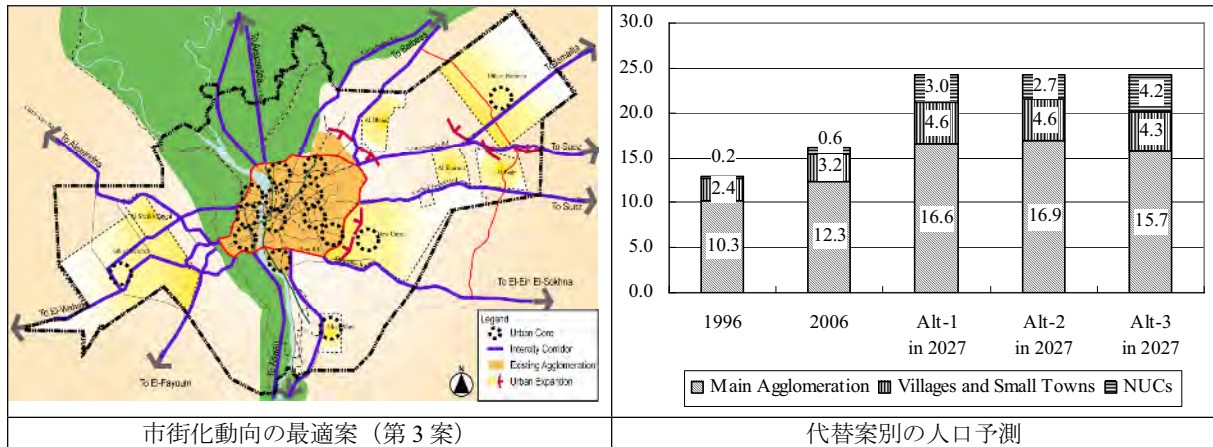 To Alexandria
To Belbeas
To Ismaelia
To Alexandria
To Suez
To Suez
New Cairo
To El-Ein El-Sokhna
To El-Wahat
To El-Fayoum
To Assiut
Legend
Urban Core
Intercity Corridor
Existing Agglomeration
Urban Expantion
N
市街化動向の最適案（第 3 案）
30.0
25.0
20.0
15.0
10.0
5.0
0.0
0.2
2.4
10.3
0.6
3.2
12.3
3.0
4.6
16.6
2.7
4.6
16.9
4.2
4.3
15.7
1996
2006
Alt-1
in 2027
Alt-2
in 2027
Alt-3
in 2027
Main Agglomeration
Villages and Small Towns
NUCs
代替案別の人口予測